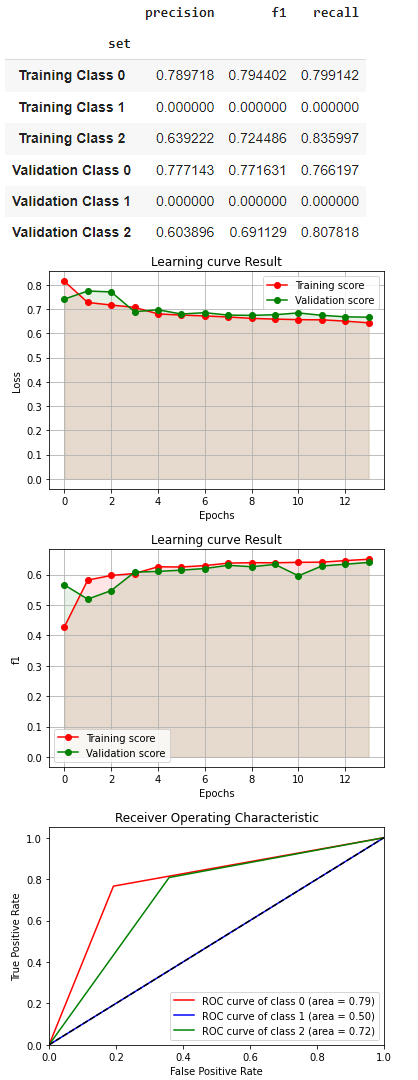 precision f1 recall
set
Training Class 0 0.789718 0.794402 0.799142
Training Class 1 0.000000 0.000000 0.000000
Training Class 2 0.639222 0.724486 0.835997
Validation Class 0 0.777143 0.771631 0.766197
Validation Class 1 0.000000 0.000000 0.000000
Validation Class 2 0.603896 0.691129 0.807818
Learning curve Result
Training score
Validation score
0.8
0.7
0.6
0.5
0.4
0.3
0.2
0.1
0.0
Loss
0 2 4 6 8 10 12
Epochs
Learning curve Result
0.6
0.5
0.4
0.3
0.2
0.1
0.0
f1
Training score
Validation score
0 2 4 6 8 10 12
Epochs
Receiver Operating Characteristic
1.0
0.8
0.6
0.4
0.2
0.0
True Positive Rate
ROC curve of class 0 (area = 0.79)
ROC curve of class 1 (area = 0.50)
ROC curve of class 2 (area = 0.72)
0.0 0.2 0.4 0.6 0.8 1.0
False Positive Rate